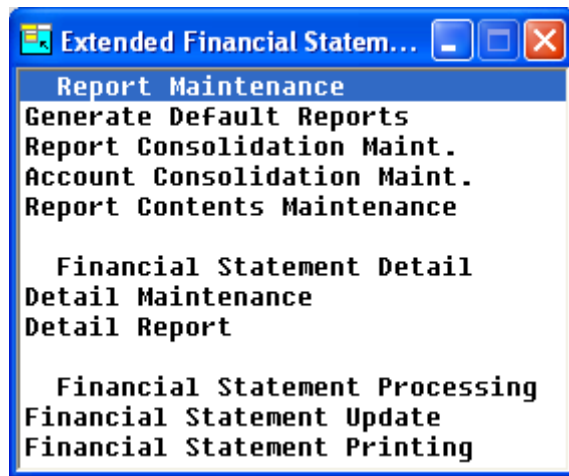 Extended Financial Statem...
Report Maintenance
Generate Default Reports
Report Consolidation Maint.
Account Consolidation Maint.
Report Contents Maintenance
Financial Statement Detail
Detail Maintenance
Detail Report
Financial Statement Processing
Financial Statement Update
Financial Statement Printing